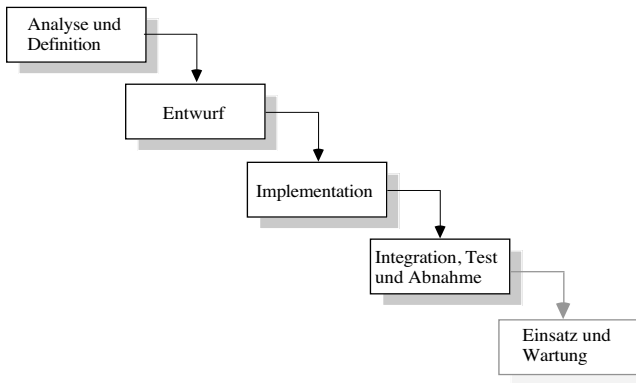 Analyse und
Definition
Entwurf
Implementation
Integration, Test
und Abnahme
Einsatz und
Wartung